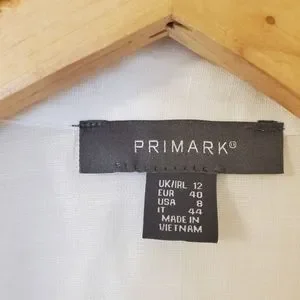 PRIMARK®
UK/IRL 12
EUR 40
USA 8
IT 44
MADE IN
VIETNAM